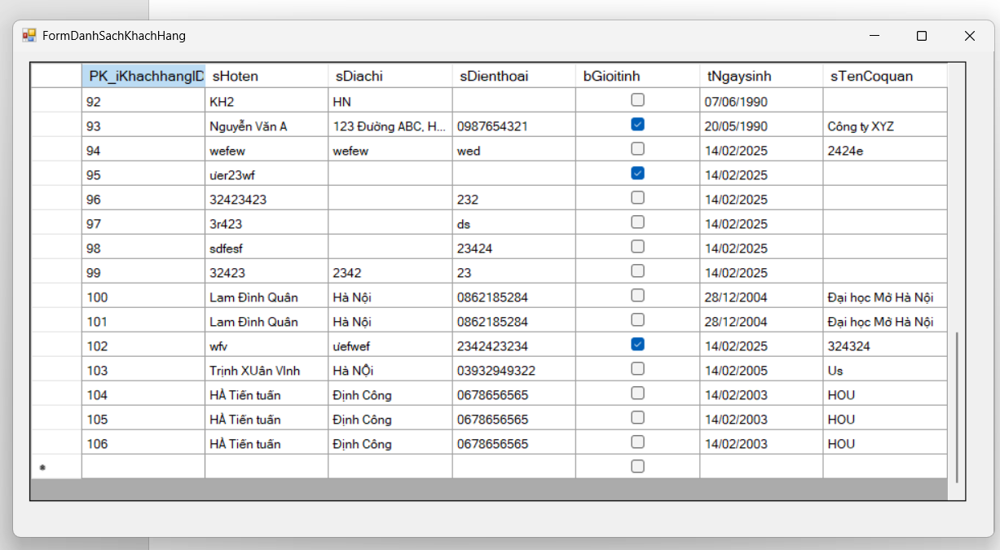 FormDanhSachKhachHang
PK_iKhachhangID sHoten sDiachi sDienthoai bGioitinh tNgaysinh sTenCoquan
92 KH2 HN 07/06/1990
93 Nguyễn Văn A 123 Đường ABC, H... 0987654321 20/05/1990 Công ty XYZ
94 wefew wefew wed 14/02/2025 2424e
95 ưer23wf 14/02/2025
96 32423423 232 14/02/2025
97 3r423 ds 14/02/2025
98 sdfesf 23424 14/02/2025
99 32423 2342 23 14/02/2025
100 Lam Đình Quân Hà Nội 0862185284 28/12/2004 Đại học Mở Hà Nội
101 Lam Đình Quân Hà Nội 0862185284 28/12/2004 Đại học Mở Hà Nội
102 wfv ưefwef 2342423234 14/02/2025 324324
103 Trịnh XUân VInh Hà NỘi 03932949322 14/02/2005 Us
104 HÀ Tiến tuấn Định Công 0678656565 14/02/2003 HOU
105 HÀ Tiến tuấn Định Công 0678656565 14/02/2003 HOU
106 HÀ Tiến tuấn Định Công 0678656565 14/02/2003 HOU